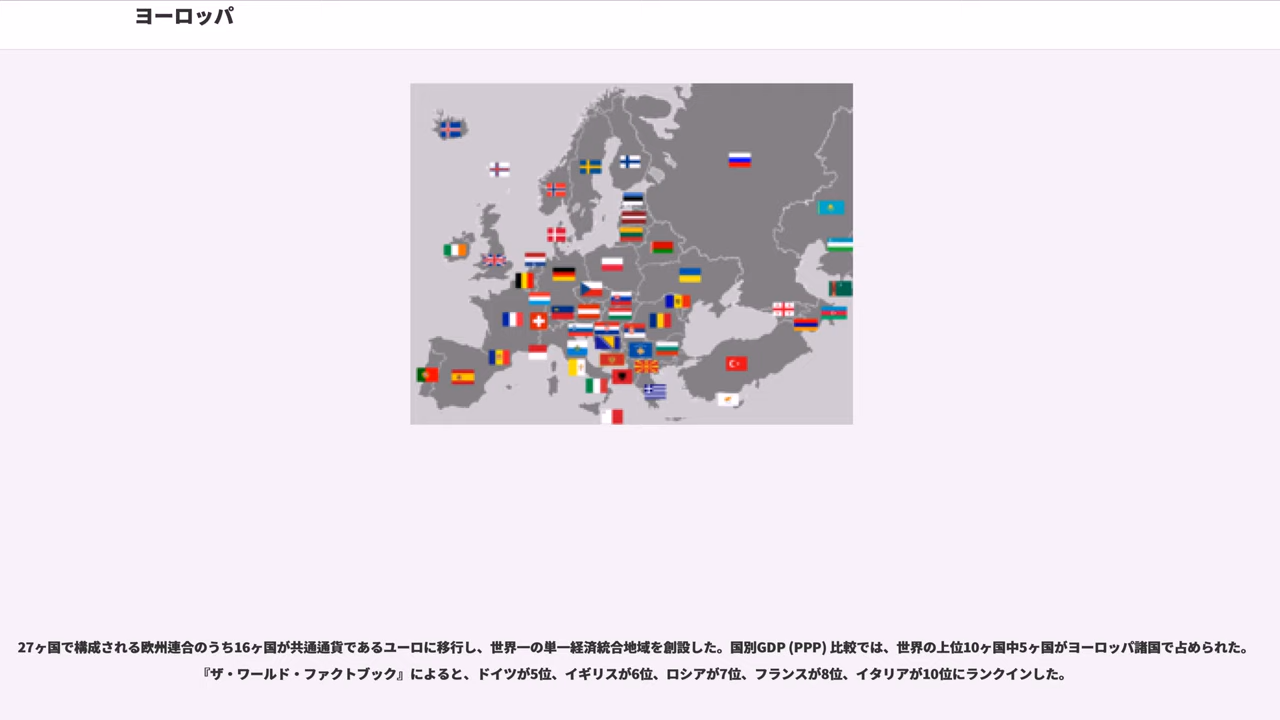 ヨーロッパ
27ヶ国で構成される欧州連合のうち16ヶ国が共通通貨であるユーロに移行し、世界一の単一経済統合地域を創設した。国別GDP (PPP) 比較では、世界の上位10ヶ国中5ヶ国がヨーロッパ諸国で占められた。
『ザ・ワールド・ファクトブック』によると、ドイツが5位、イギリスが6位、ロシアが7位、フランスが8位、イタリアが10位にランクインした。